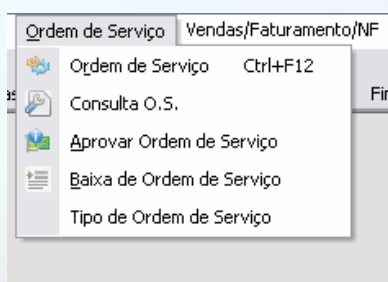 Ordem de Serviço Vendas/Faturamento/NF
Ordem de Serviço Ctrl+F12
Consulta O.S.
Aprovar Ordem de Serviço
Baixa de Ordem de Serviço
Tipo de Ordem de Serviço